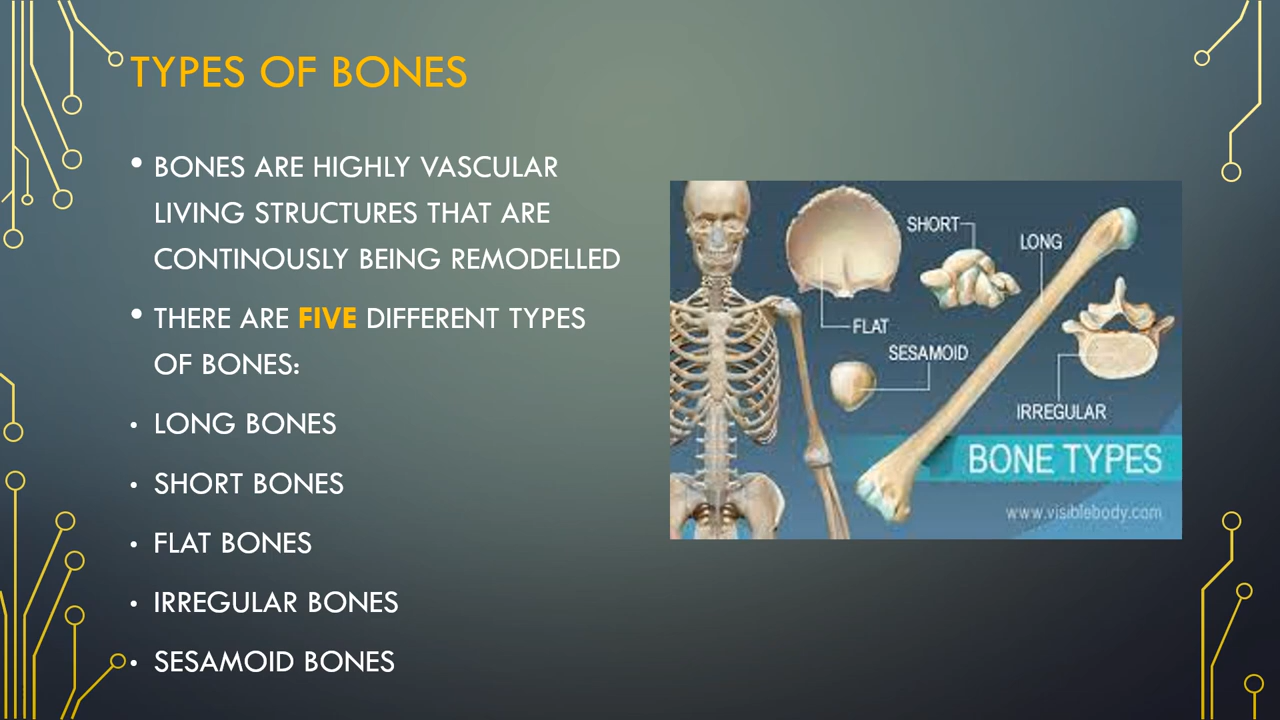 TYPES OF BONES
• BONES ARE HIGHLY VASCULAR
LIVING STRUCTURES THAT ARE
CONTINOUSLY BEING REMODELLED
• THERE ARE FIVE DIFFERENT TYPES
OF BONES:
• LONG BONES
• SHORT BONES
• FLAT BONES
• IRREGULAR BONES
• SESAMOID BONES
SHORT
LONG
FLAT
SESAMOID
IRREGULAR
BONE TYPES
www.visiblebody.com